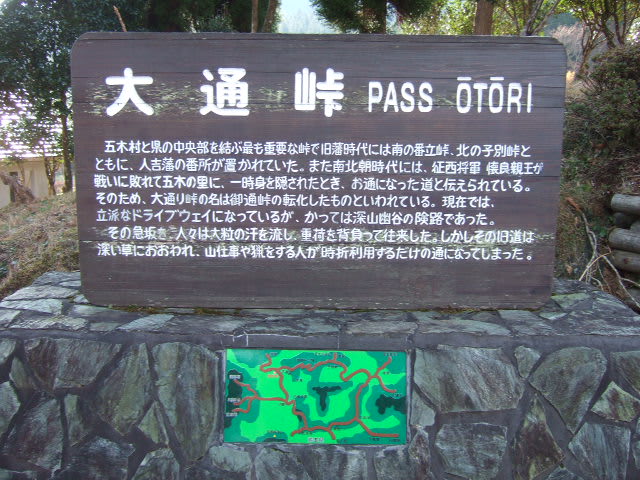 大通峠 PASS ŌTŌRI
五木村と県の中央部を結ぶ最も重要な峠で旧藩時代には南の番立峠、北の子別峠と
ともに、人吉藩の番所が置かれていた。また南北朝時代には、征西将軍 懐良親王が
戦いに敗れて五木の里に、一時身を隠されたとき、お通になった道と伝えられている。
そのため、大通り峠の名は御通峠の転化したものといわれている。現在では、
立派なドライブウェイになっているが、かつては深山幽谷の険路であった。
その急坂を、人々は大粒の汗を流し、重荷を背負って往来した。しかしその旧道は
深い草におおわれ、山仕事や猟をする人が時折利用するだけの通になってしまった。